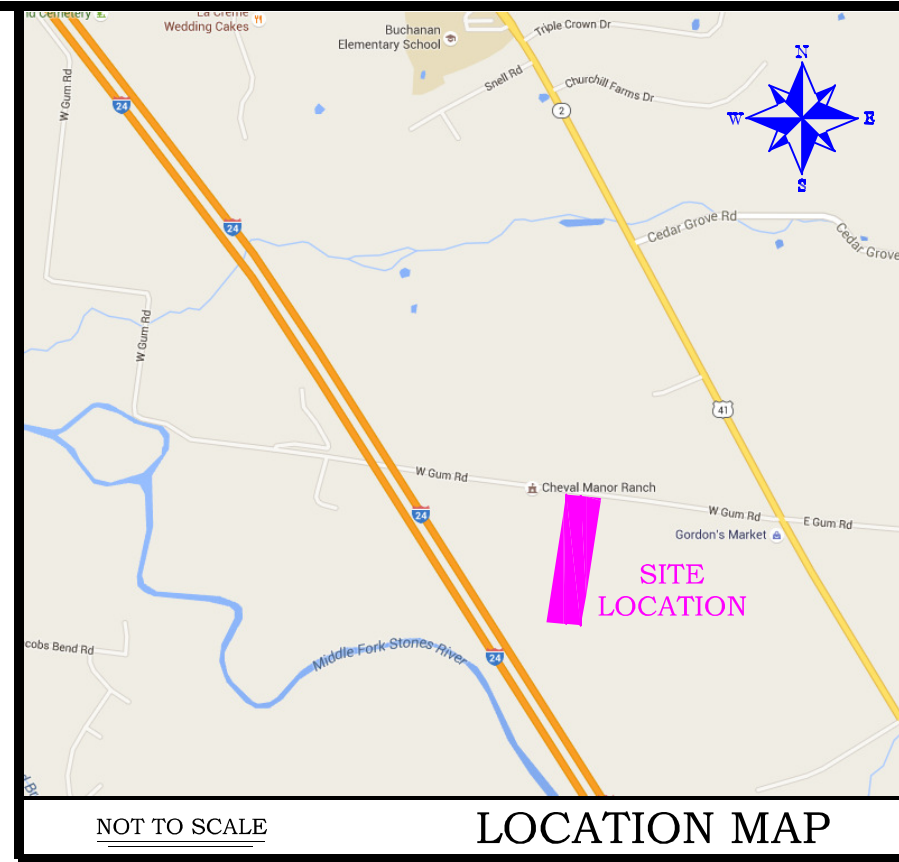 Cemetery
La Creme
Wedding Cakes
Buchanan
Elementary School
Triple Crown Dr
Snell Rd
Churchill Farms Dr
W Gum Rd
24
2
N
W
E
S
24
Cedar Grove Rd
Cedar Grove
W Gum Rd
41
W Gum Rd
Cheval Manor Ranch
24
W Gum Rd
E Gum Rd
Gordon's Market
SITE
LOCATION
cobs Bend Rd
Middle Fork Stones River
24
NOT TO SCALE
LOCATION MAP